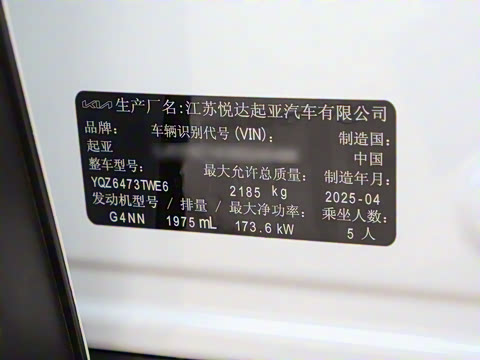 KIA 生产厂名:江苏悦达起亚汽车有限公司
品牌: 车辆识别代号(VIN): 制造国:
起亚 中国
整车型号: 最大允许总质量: 制造年月:
YQZ6473TWE6 2185 kg 2025-04
发动机型号 / 排量 / 最大净功率: 乘坐人数:
G4NN 1975 mL 173.6 kW 5 人